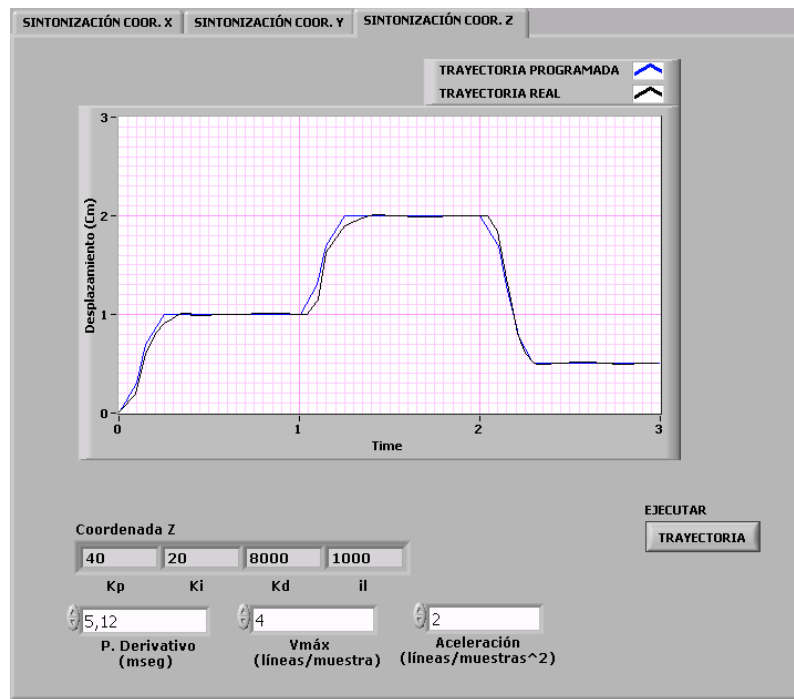 SINTONIZACIÓN COOR. X
SINTONIZACIÓN COOR. Y
SINTONIZACIÓN COOR. Z
TRAYECTORIA PROGRAMADA
TRAYECTORIA REAL
3
2
1
0
Desplazamiento (Cm)
0
1
2
3
Time
EJECUTAR
TRAYECTORIA
Coordenada Z
40
20
8000
1000
Kp
Ki
Kd
il
5,12
4
2
P. Derivativo
(mseg)
Vmáx
(líneas/muestra)
Aceleración
(líneas/muestras^2)